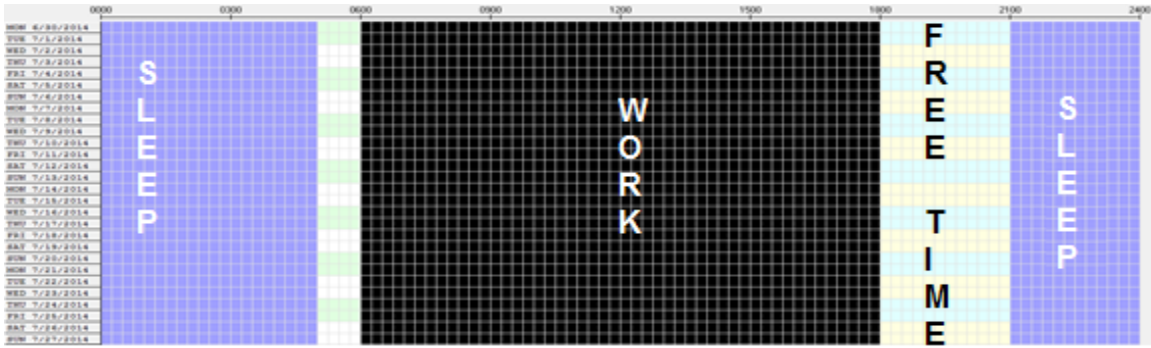 0000 0300 0600 0900 1200 1500 1800 2100 2400
MON 6/30/2014
TUE 7/1/2014
WED 7/2/2014
THU 7/3/2014
FRI 7/4/2014
SAT 7/5/2014
SUN 7/6/2014
MON 7/7/2014
TUE 7/8/2014
WED 7/9/2014
THU 7/10/2014
FRI 7/11/2014
SAT 7/12/2014
SUN 7/13/2014
MON 7/14/2014
TUE 7/15/2014
WED 7/16/2014
THU 7/17/2014
FRI 7/18/2014
SAT 7/19/2014
SUN 7/20/2014
MON 7/21/2014
TUE 7/22/2014
WED 7/23/2014
THU 7/24/2014
FRI 7/25/2014
SAT 7/26/2014
SUN 7/27/2014
SLEEP
WORK
FREE TIME
SLEEP